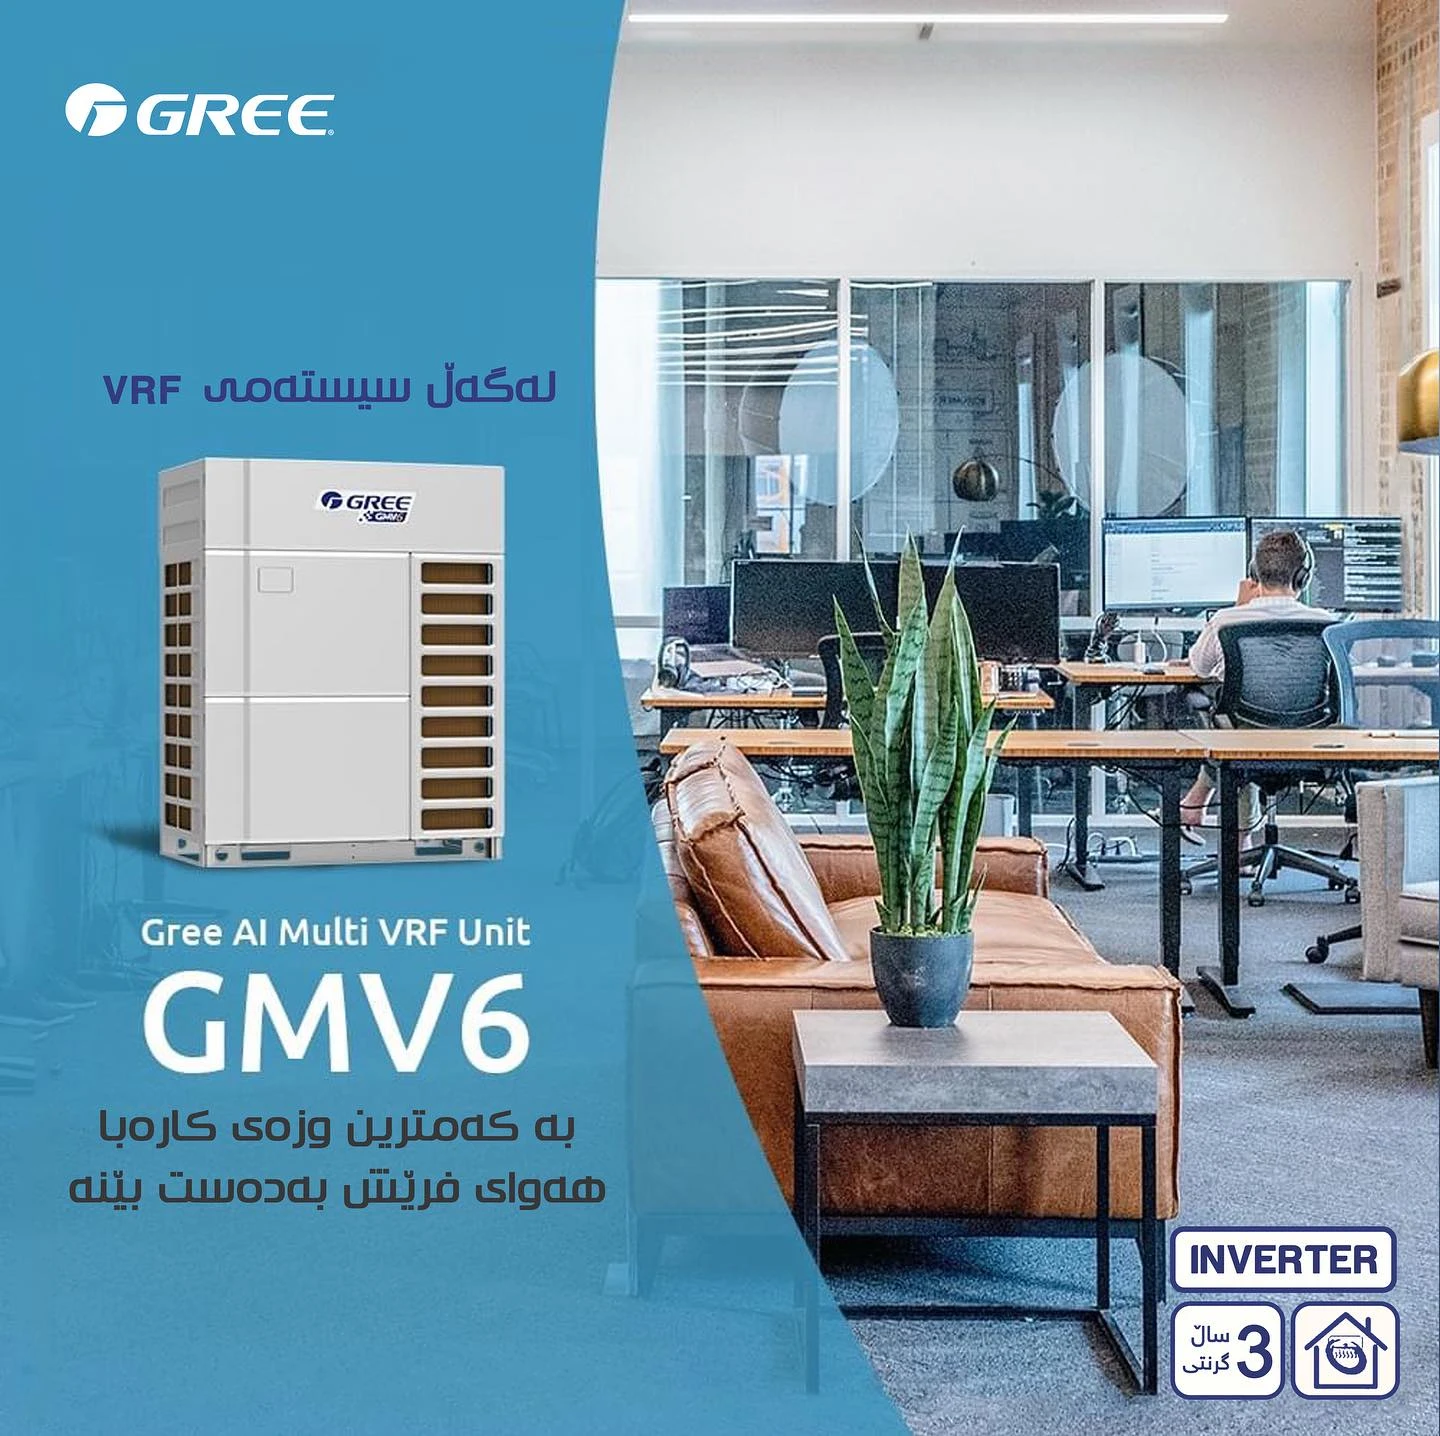 GREE
لەگەڵ سیستەمی VRF
GREE
GMV6
Gree AI Multi VRF Unit
GMV6
بە کەمترین وزەی کارەبا
هەوای فرێش بەدەست بێنە
INVERTER
3 ساڵ
گرنتی